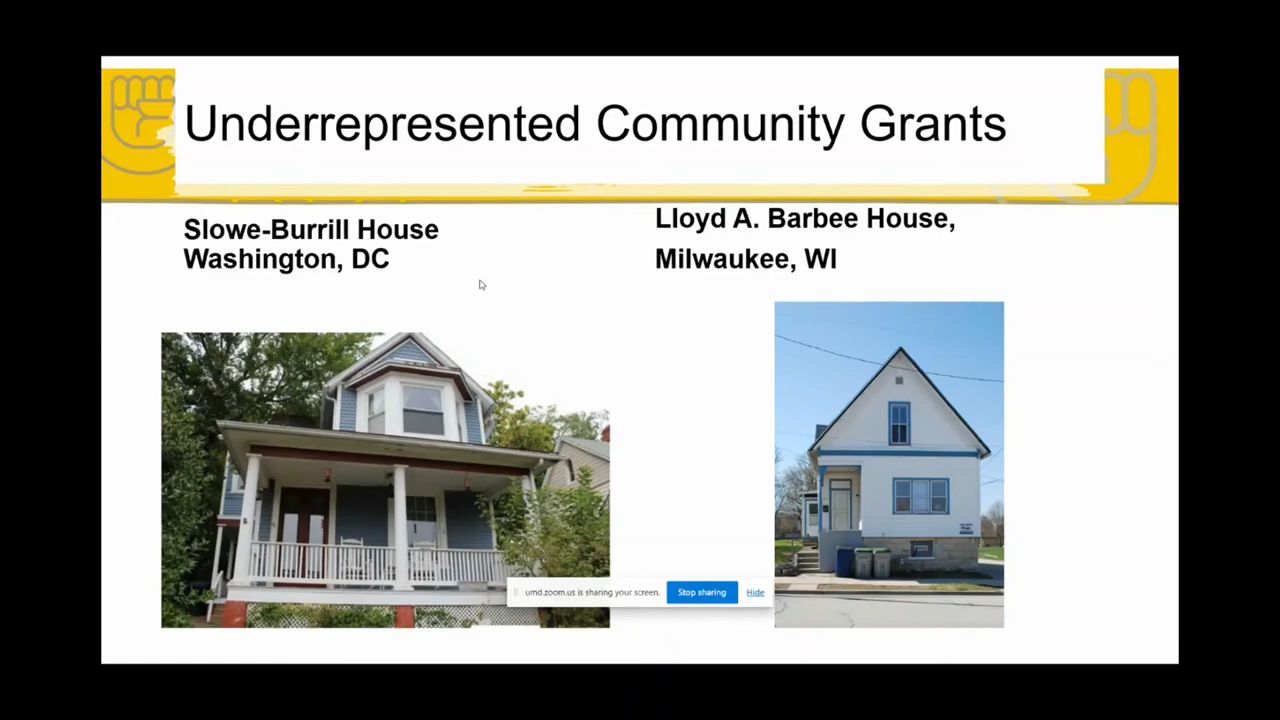 Underrepresented Community Grants
Slowe-Burrill House
Washington, DC
Lloyd A. Barbee House,
Milwaukee, WI
umd.zoom.us is sharing your screen.
Stop sharing
Hide